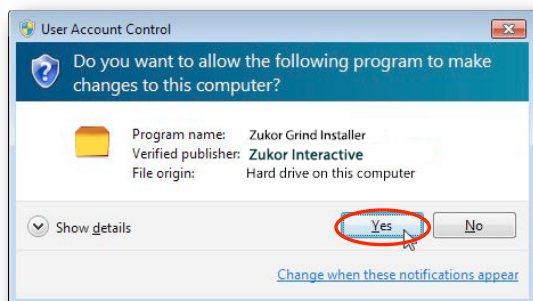 User Account Control
Do you want to allow the following program to make
changes to this computer?
Program name: Zukor Grind Installer
Verified publisher: Zukor Interactive
File origin: Hard drive on this computer
Show details
Yes No
Change when these notifications appear